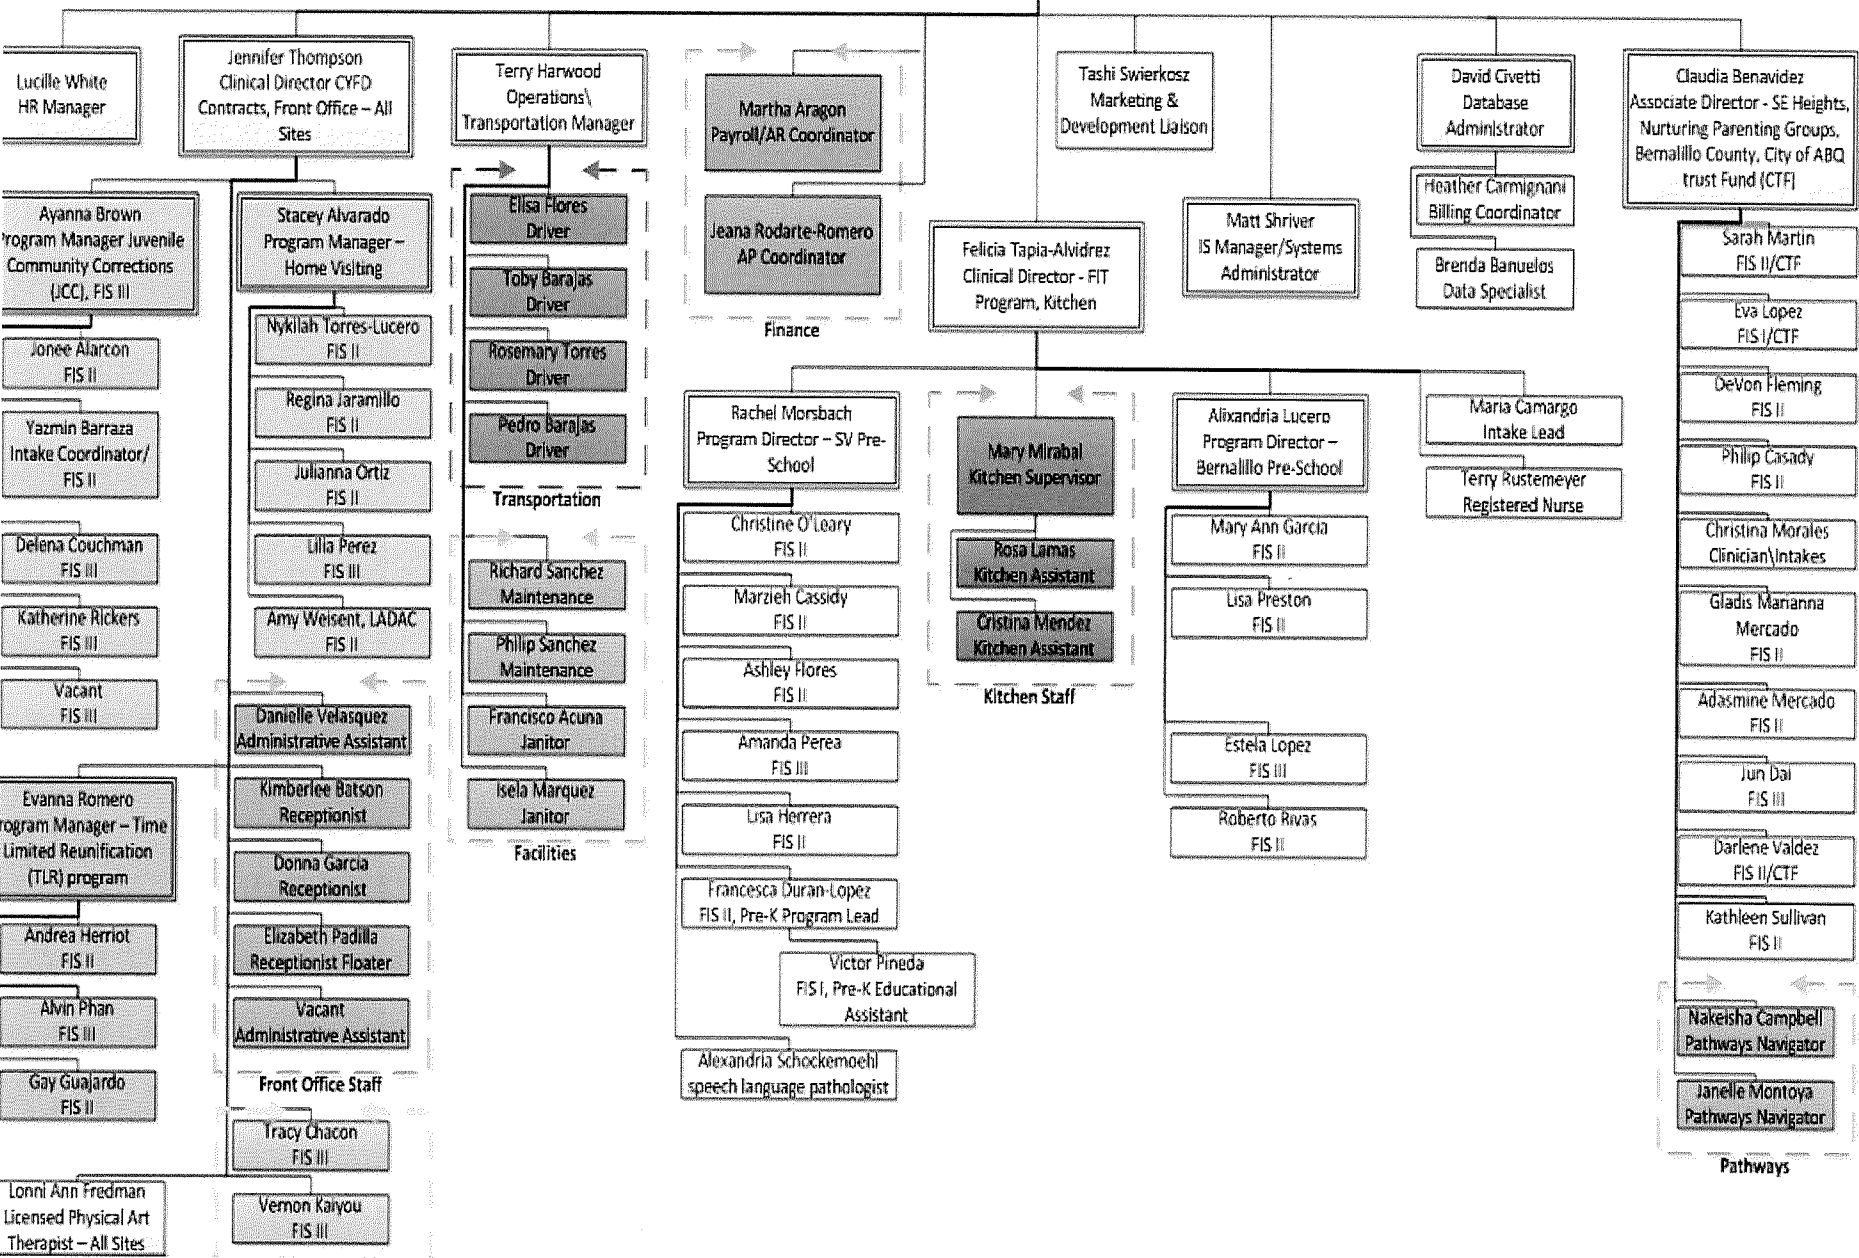 Lucille White
HR Manager
Jennifer Thompson
Clinical Director CYFD
Contracts, Front Office – All
Sites
Terry Harwood
Operations\
Transportation Manager
Martha Aragon
Payroll/AR Coordinator
Jeana Rodarte-Romero
AP Coordinator
Finance
Tashi Swierkosz
Marketing &
Development Liaison
Matt Shriver
IS Manager/Systems
Administrator
David Civetti
Database
Administrator
Heather Carmignani
Billing Coordinator
Brenda Banuelos
Data Specialist
Claudia Benavidez
Associate Director - SE Heights,
Nurturing Parenting Groups,
Bernalillo County, City of ABQ
trust Fund (CTF)
Ayanna Brown
Program Manager Juvenile
Community Corrections
(JCC), FIS III
Jonee Alarcon
FIS II
Yazmin Barraza
Intake Coordinator/
FIS II
Delena Couchman
FIS III
Katherine Rickers
FIS III
Vacant
FIS III
Evanna Romero
rogram Manager – Time
Limited Reunification
(TLR) program
Andrea Herriot
FIS II
Alvin Phan
FIS III
Gay Guajardo
FIS II
Lonni Ann Fredman
Licensed Physical Art
Therapist – All Sites
Stacey Alvarado
Program Manager –
Home Visiting
Nykilah Torres-Lucero
FIS II
Regina Jaramillo
FIS II
Julianna Ortiz
FIS II
Lilia Perez
FIS III
Amy Weisent, LADAC
FIS II
Danielle Velasquez
Administrative Assistant
Kimberlee Batson
Receptionist
Donna Garcia
Receptionist
Elizabeth Padilla
Receptionist Floater
Vacant
Administrative Assistant
Front Office Staff
Tracy Chacon
FIS III
Vernon Kaiyou
FIS III
Elisa Flores
Driver
Toby Barajas
Driver
Rosemary Torres
Driver
Pedro Barajas
Driver
Transportation
Richard Sanchez
Maintenance
Philip Sanchez
Maintenance
Francisco Acuna
Janitor
Isela Marquez
Janitor
Facilities
Felicia Tapia-Alvidrez
Clinical Director - FIT
Program, Kitchen
Rachel Morsbach
Program Director – SV Pre-
School
Christine O'Leary
FIS II
Marzieh Cassidy
FIS II
Ashley Flores
FIS II
Amanda Perea
FIS III
Lisa Herrera
FIS II
Francesca Duran-Lopez
FIS II, Pre-K Program Lead
Victor Pineda
FIS I, Pre-K Educational
Assistant
Alexandria Schockemoehl
speech language pathologist
Mary Mirabal
Kitchen Supervisor
Rosa Lamas
Kitchen Assistant
Cristina Mendez
Kitchen Assistant
Kitchen Staff
Alixandria Lucero
Program Director –
Bernalillo Pre-School
Mary Ann Garcia
FIS II
Lisa Preston
FIS II
Estela Lopez
FIS III
Roberto Rivas
FIS II
Maria Camargo
Intake Lead
Terry Rustemeyer
Registered Nurse
Sarah Martin
FIS II/CTF
Eva Lopez
FIS I/CTF
DeVon Fleming
FIS II
Philip Casady
FIS II
Christina Morales
Clinician\Intakes
Gladis Marianna
Mercado
FIS II
Adasmine Mercado
FIS II
Jun Dai
FIS III
Darlene Valdez
FIS II/CTF
Kathleen Sullivan
FIS II
Nakeisha Campbell
Pathways Navigator
Janelle Montoya
Pathways Navigator
Pathways